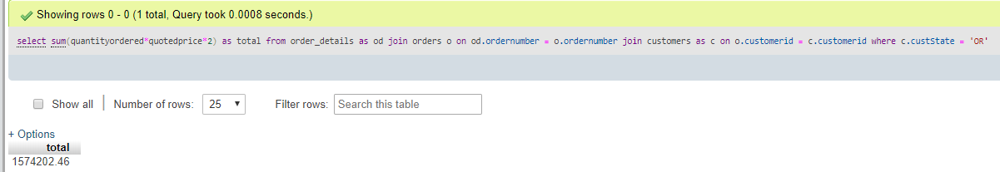 Showing rows 0 - 0 (1 total, Query took 0.0008 seconds.)
select sum(quantityordered*quotedprice*2) as total from order_details as od join orders o on od.ordernumber = o.ordernumber join customers as c on o.customerid = c.customerid where c.custState = 'OR'
Show all | Number of rows: 25 Filter rows: Search this table
+ Options
total
1574202.46